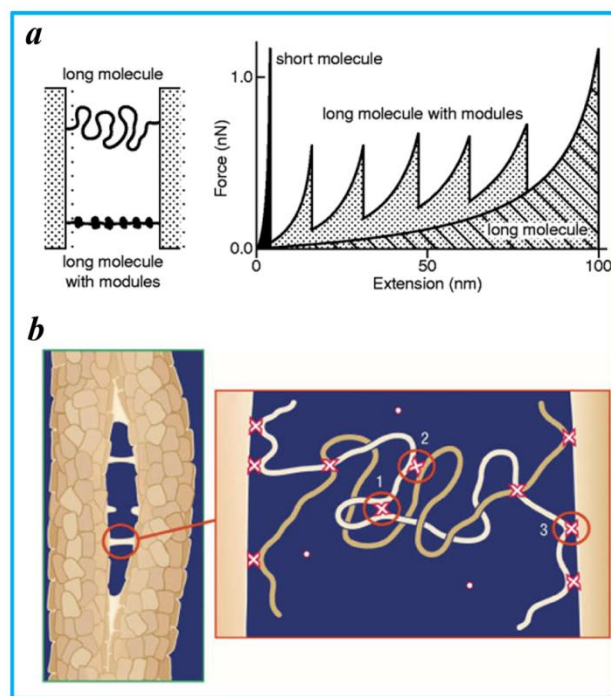 a
long molecule
long molecule
with modules
short molecule
long molecule with modules
long molecule
Force (nN)
1.0
0.0
0
50
100
Extension (nm)
b
1
2
3